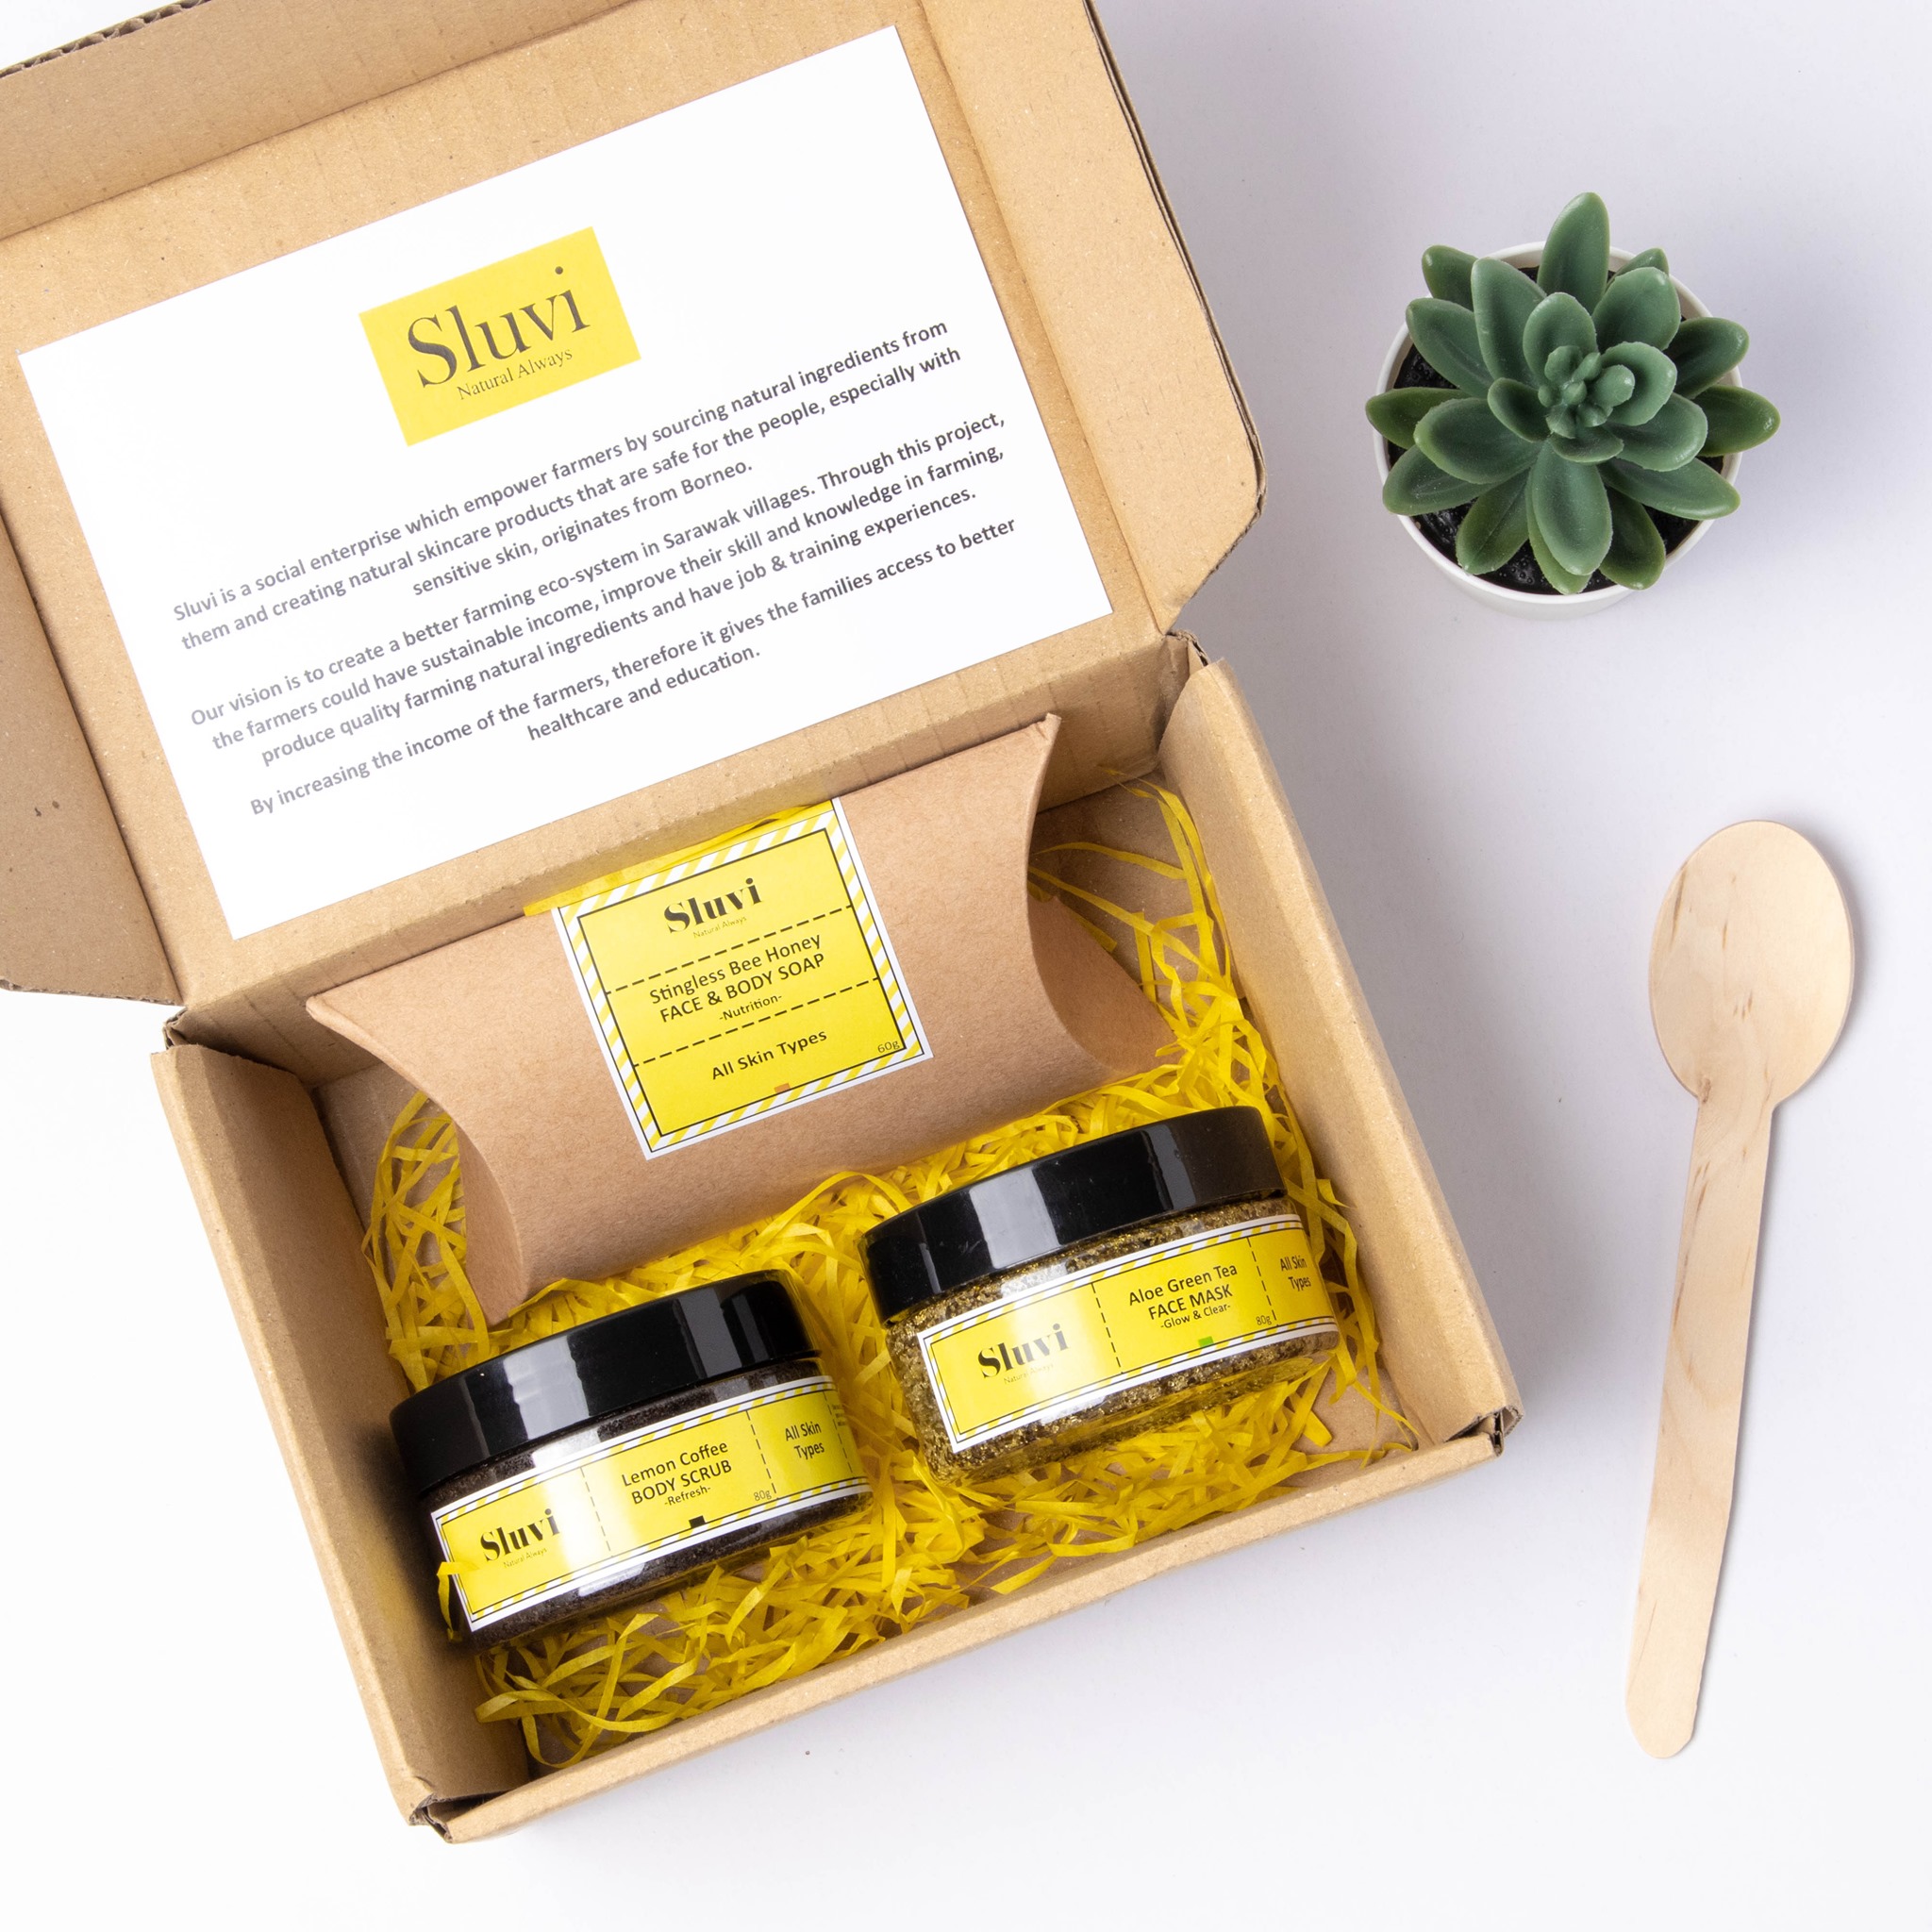 Sluvi
Natural Always
Sluvi is a social enterprise which empower farmers by sourcing natural ingredients from
them and creating natural skincare products that are safe for the people, especially with
sensitive skin, originates from Borneo.
Our vision is to create a better farming eco-system in Sarawak villages. Through this project,
the farmers could have sustainable income, improve their skill and knowledge in farming,
produce quality farming natural ingredients and have job & training experiences.
By increasing the income of the farmers, therefore it gives the families access to better
healthcare and education.
Sluvi
Natural Always
Stingless Bee Honey
FACE & BODY SOAP
-Nutrition-
All Skin Types
60g
Sluvi
Natural Always
Aloe Green Tea
FACE MASK
-Glow & Clear-
80g
All Skin
Types
Sluvi
Natural Always
Lemon Coffee
BODY SCRUB
-Refresh-
80g
All Skin
Types